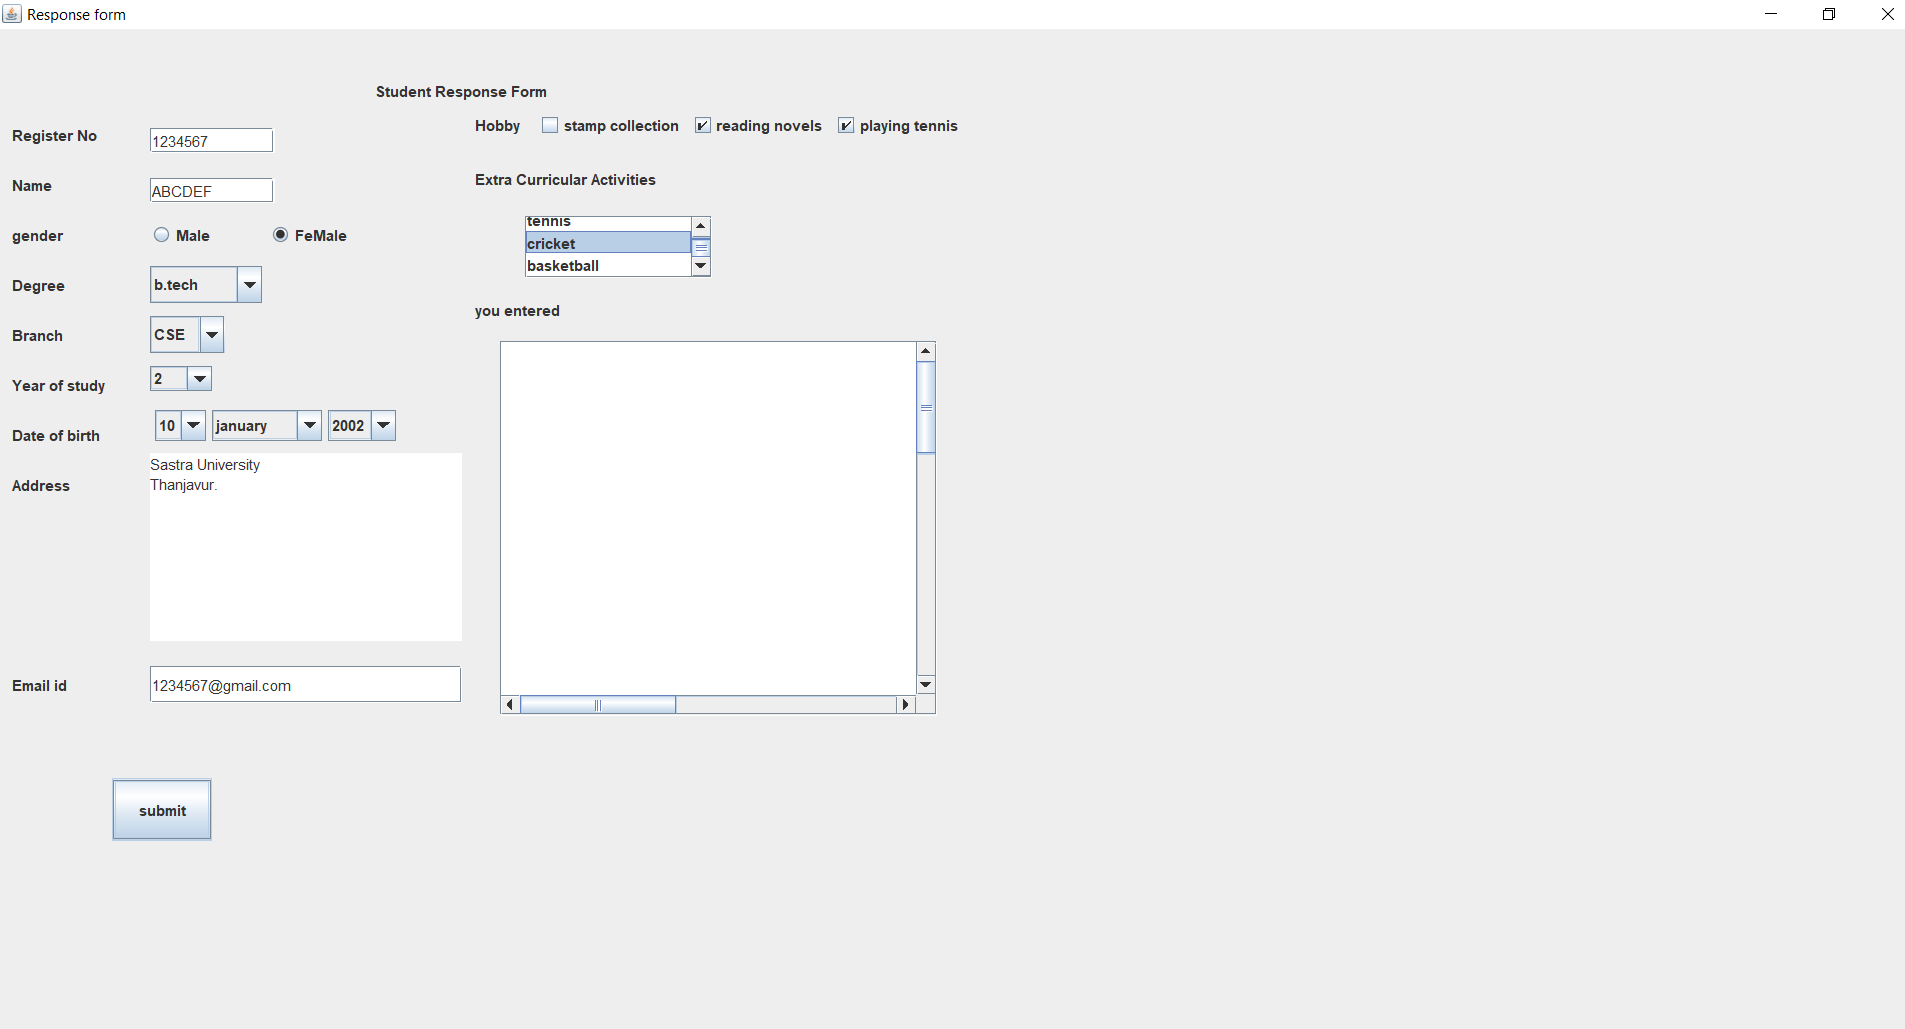 Response form
Student Response Form
Register No 1234567
Name ABCDEF
gender Male FeMale
Degree b.tech
Branch CSE
Year of study 2
Date of birth 10 january 2002
Address Sastra University
Thanjavur.
Email id 1234567@gmail.com
submit
Hobby stamp collection reading novels playing tennis
Extra Curricular Activities
tennis
cricket
basketball
you entered